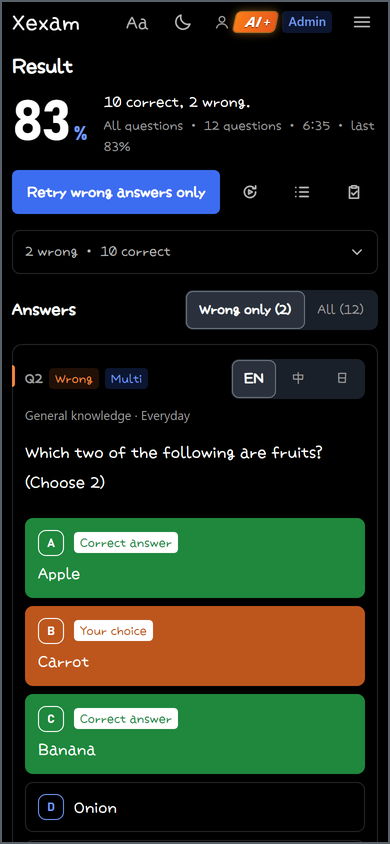 Xexam Aa AI+ Admin
Result
83%
10 correct, 2 wrong.
All questions • 12 questions • 6:35 • last
83%
Retry wrong answers only
2 wrong • 10 correct
Answers Wrong only (2) All (12)
Q2 Wrong Multi EN 中 日
General knowledge · Everyday
Which two of the following are fruits?
(Choose 2)
A Correct answer
Apple
B Your choice
Carrot
C Correct answer
Banana
D Onion